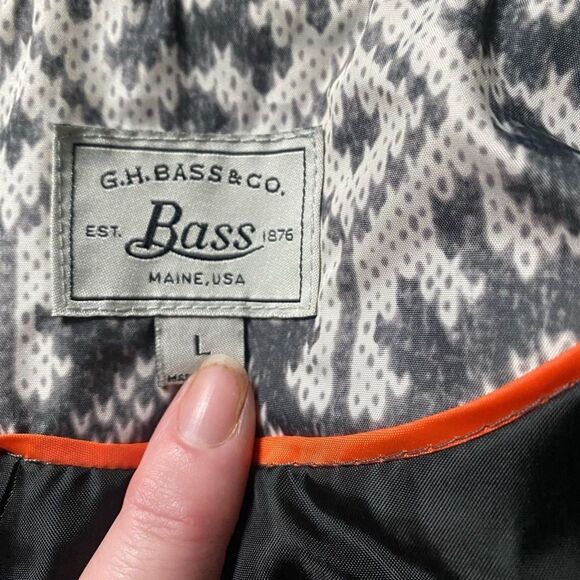 G.H. BASS & CO.
EST. Bass 1876
MAINE, USA
L